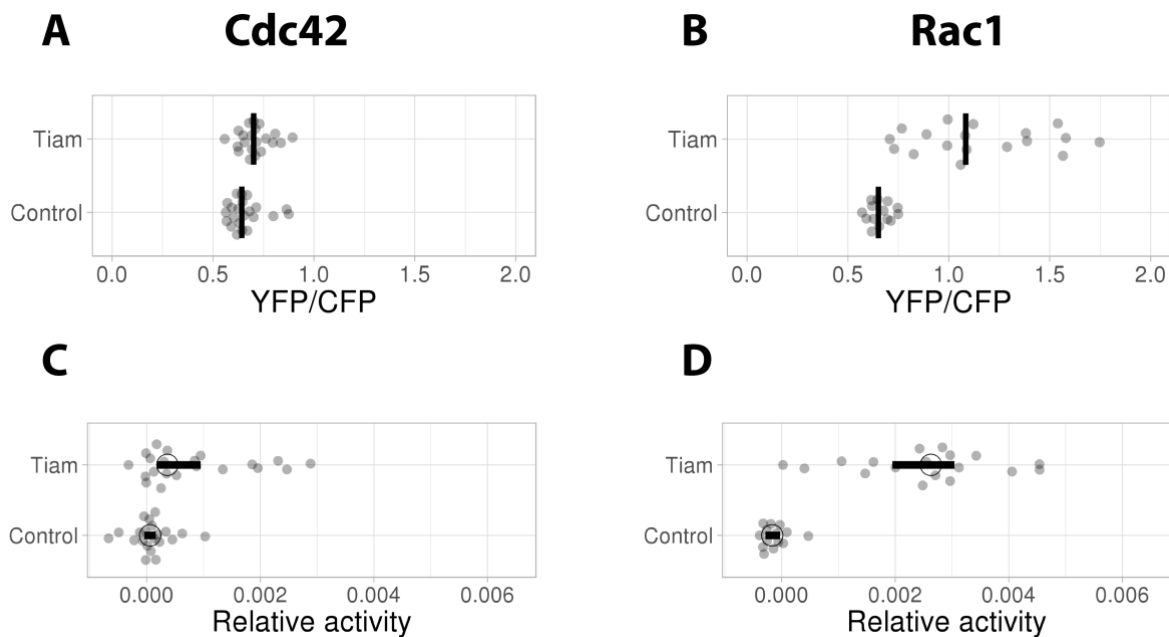 A
Cdc42
Tiam
Control
0.0 0.5 1.0 1.5 2.0
YFP/CFP
B
Rac1
Tiam
Control
0.0 0.5 1.0 1.5 2.0
YFP/CFP
C
Tiam
Control
0.000 0.002 0.004 0.006
Relative activity
D
Tiam
Control
0.000 0.002 0.004 0.006
Relative activity